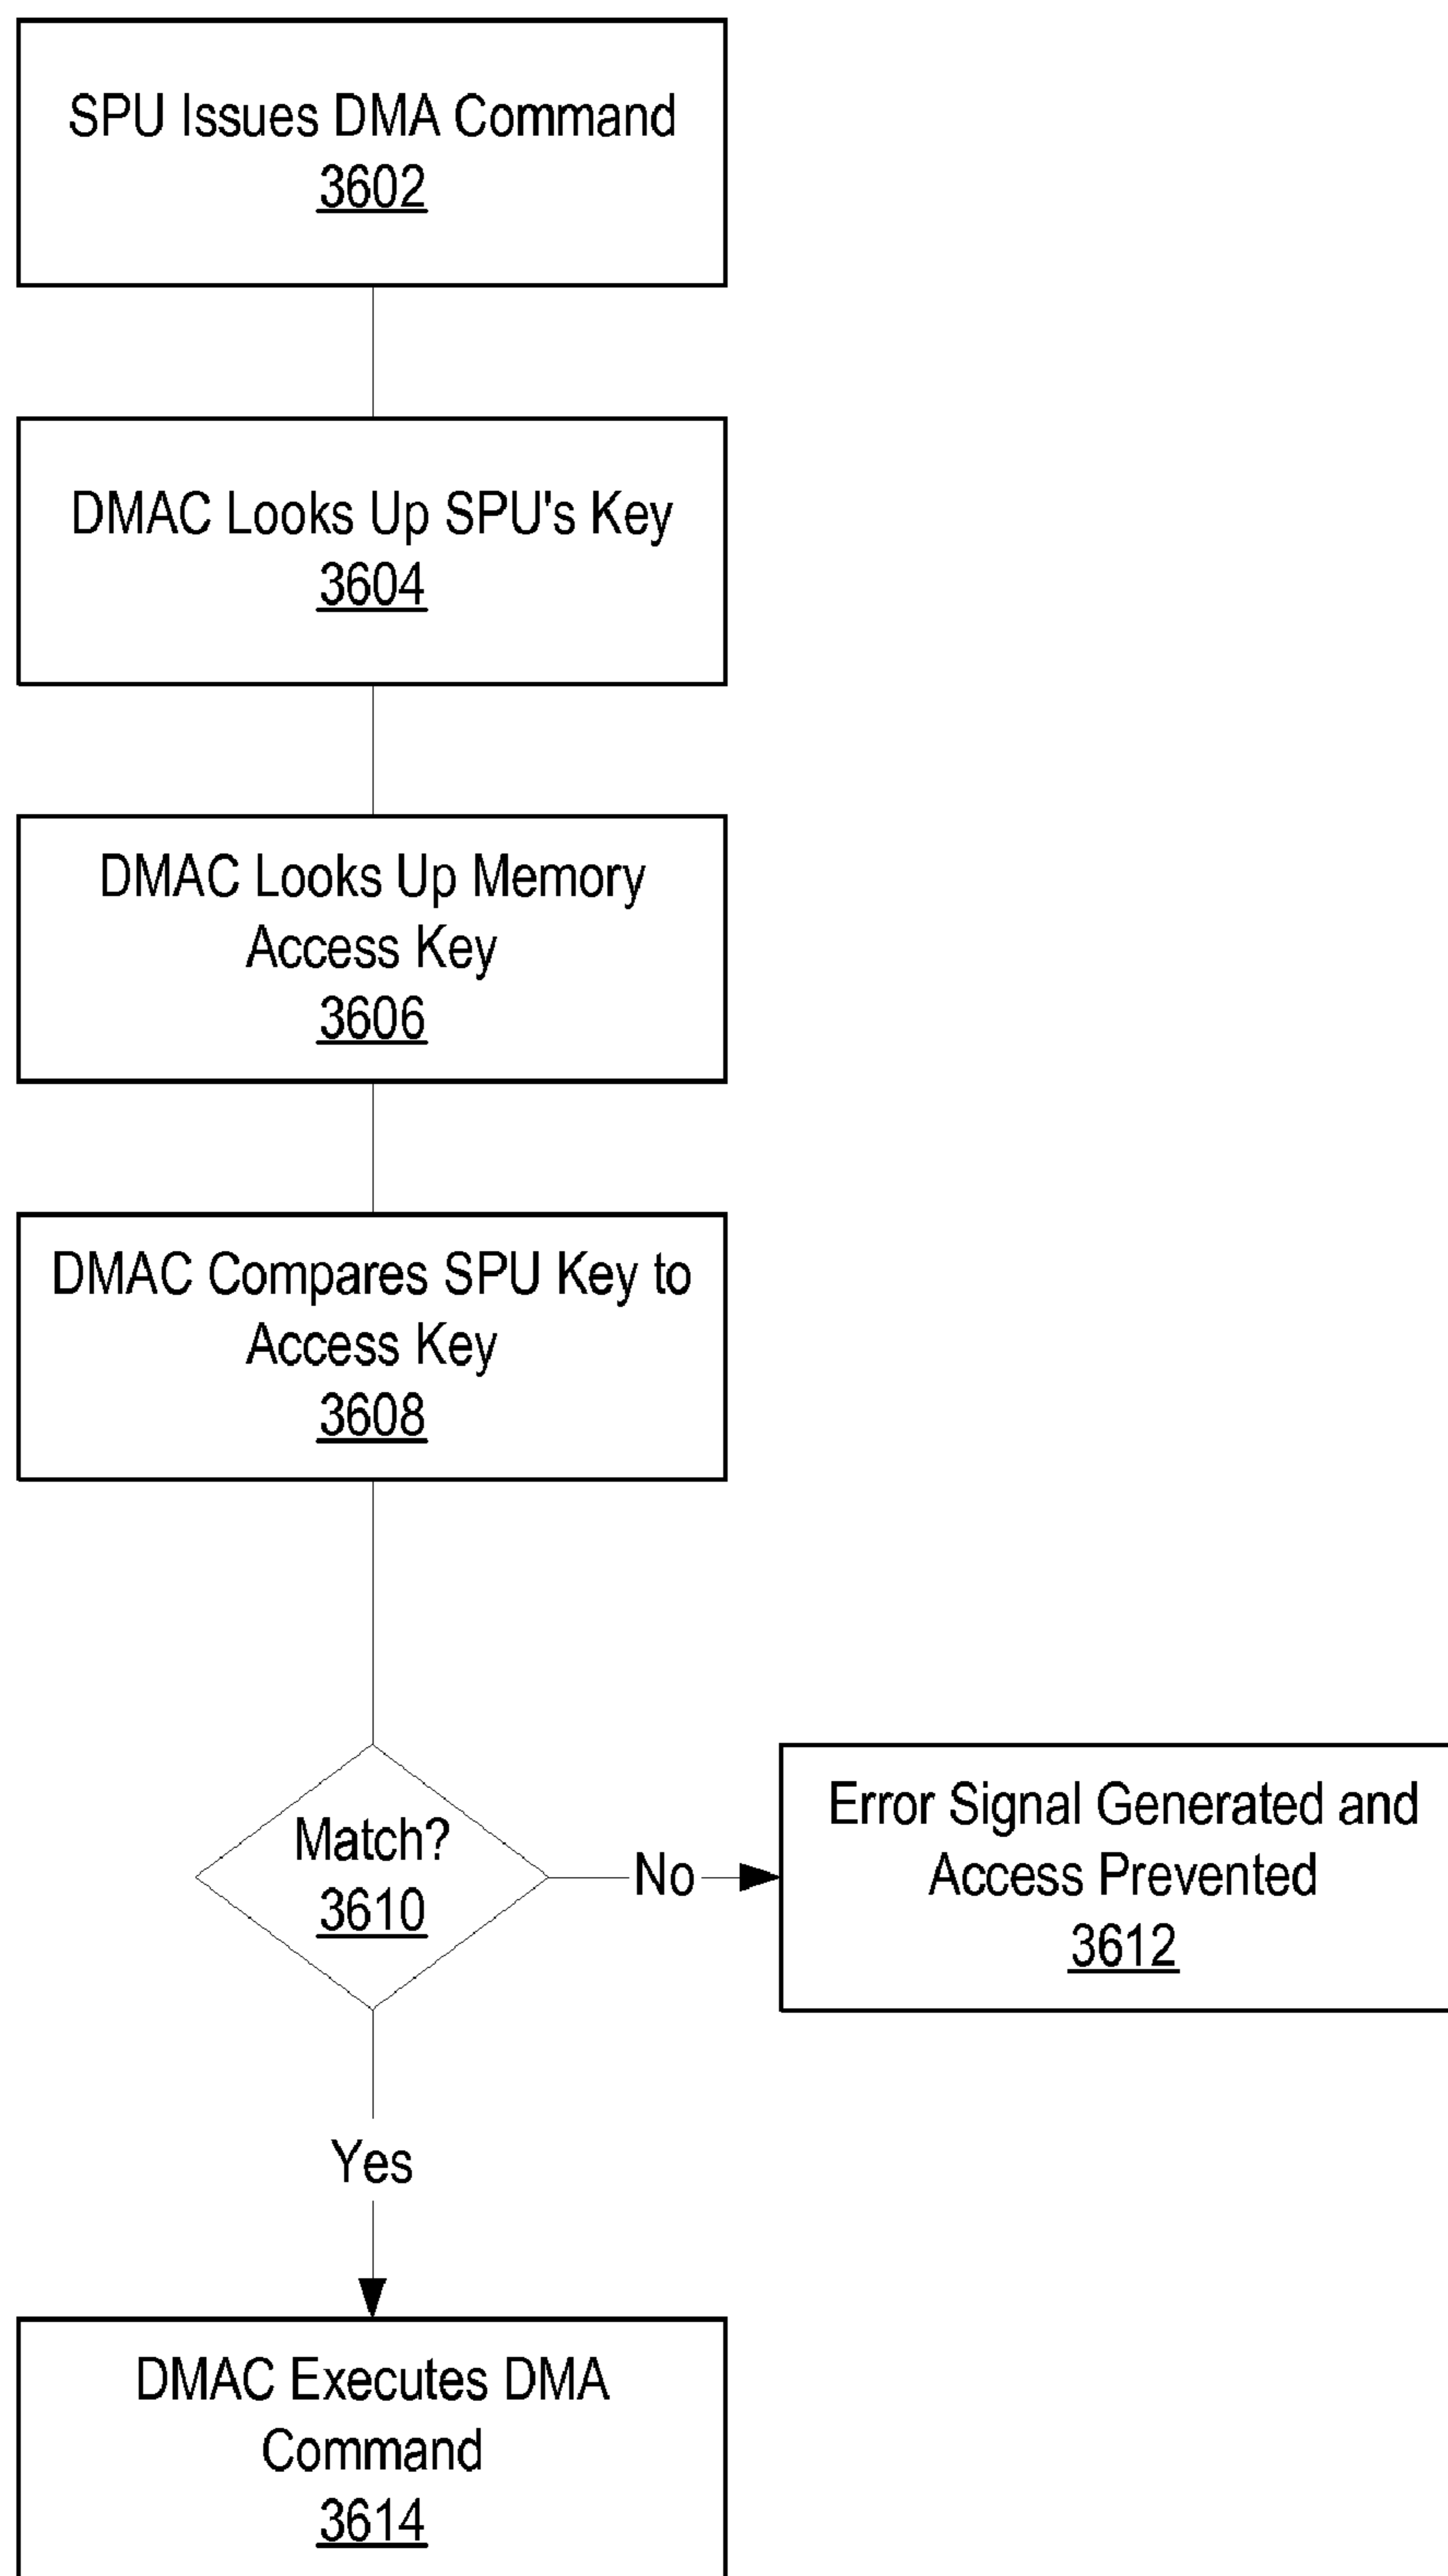 SPU Issues DMA Command
3602
DMAC Looks Up SPU's Key
3604
DMAC Looks Up Memory
Access Key
3606
DMAC Compares SPU Key to
Access Key
3608
Match?
3610
No
Error Signal Generated and
Access Prevented
3612
Yes
DMAC Executes DMA
Command
3614